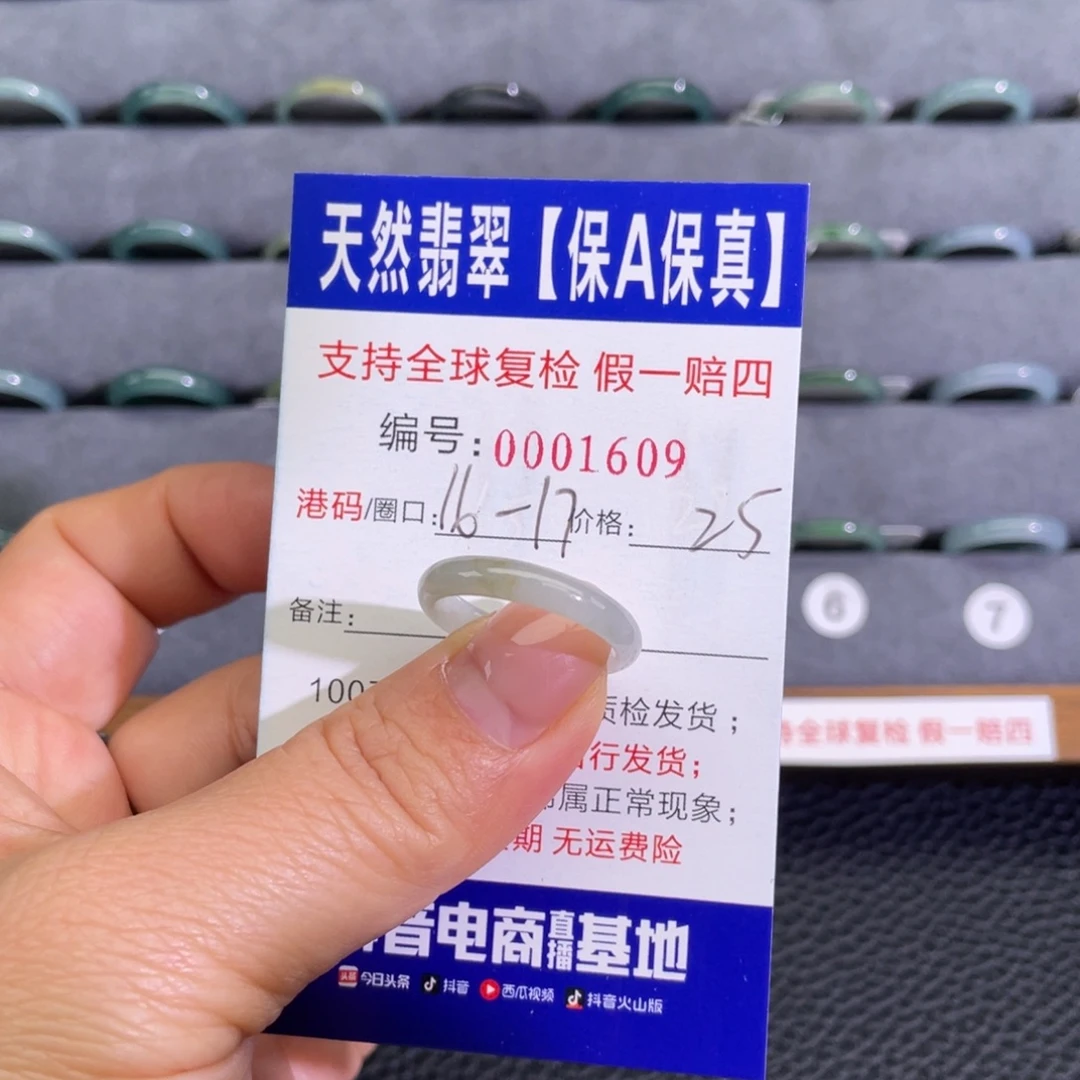 天然翡翠【保A保真】
支持全球复检 假一赔四
编号:0001609
港码/圈口:16-17 价格:25
备注:
100
质检发货;
行发货;
属正常现象;
期 无运费险
音电商直播基地
头条 今日头条 抖音 西瓜视频 抖音火山版
6
7
全球复检 假一赔四